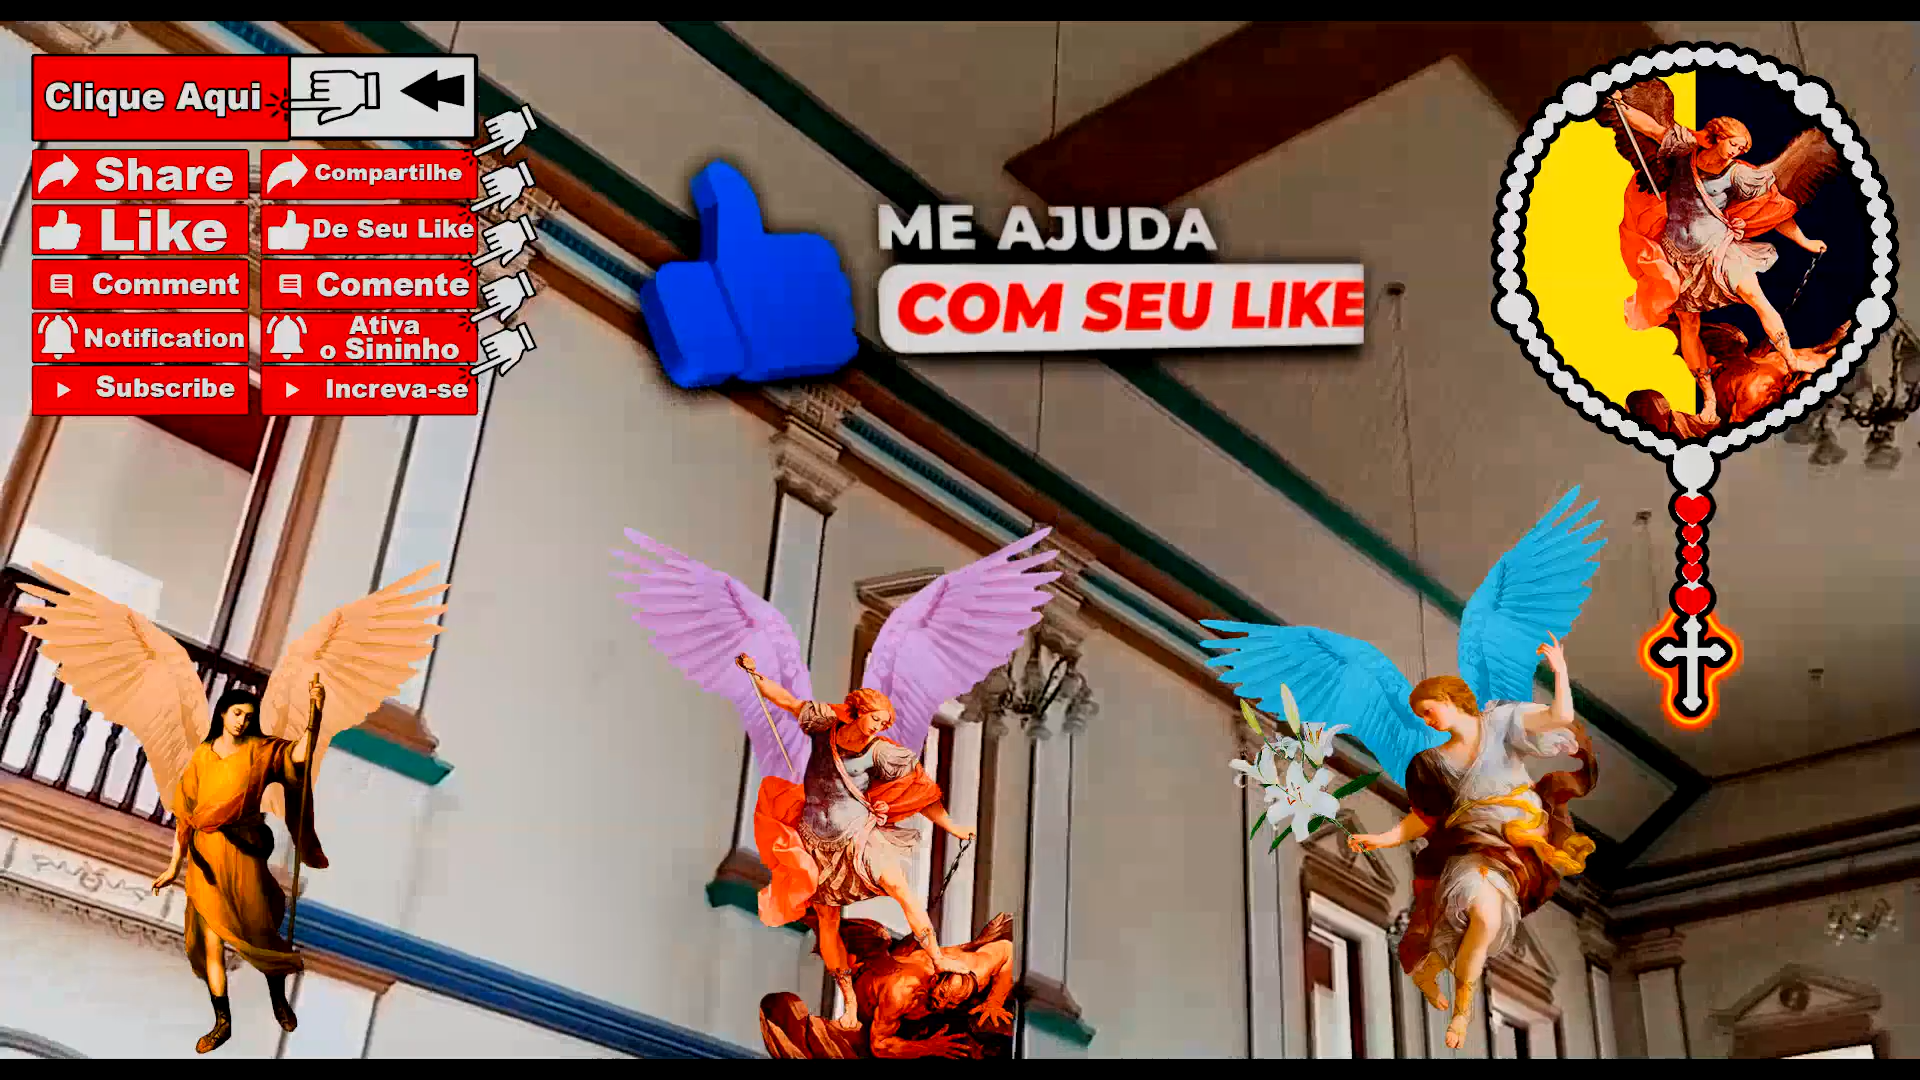 Clique Aqui
Share
Compartilhe
Like
De Seu Like
Comment
Comente
Notification
Ativa
o Sininho
Subscribe
Increva-se
ME AJUDA
COM SEU LIKE